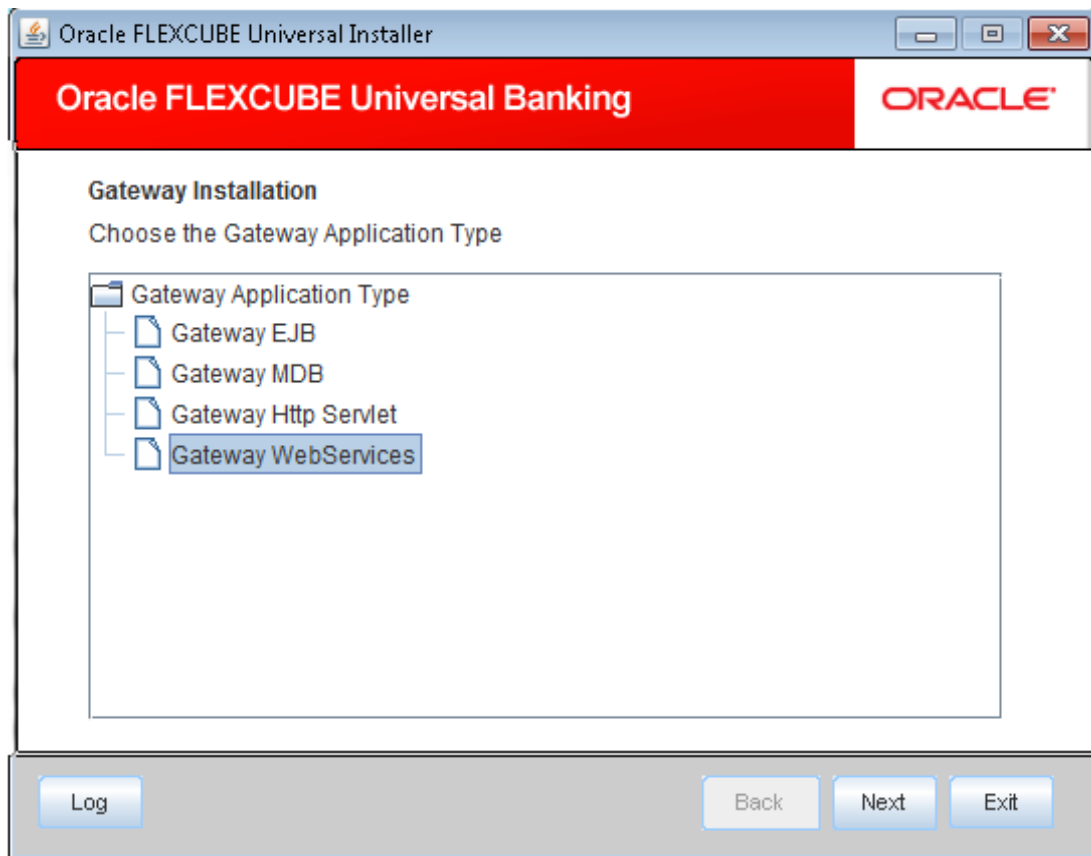 Oracle FLEXCUBE Universal Installer
Oracle FLEXCUBE Universal Banking
ORACLE
Gateway Installation
Choose the Gateway Application Type
Gateway Application Type
Gateway EJB
Gateway MDB
Gateway Http Servlet
Gateway WebServices
Log
Back
Next
Exit